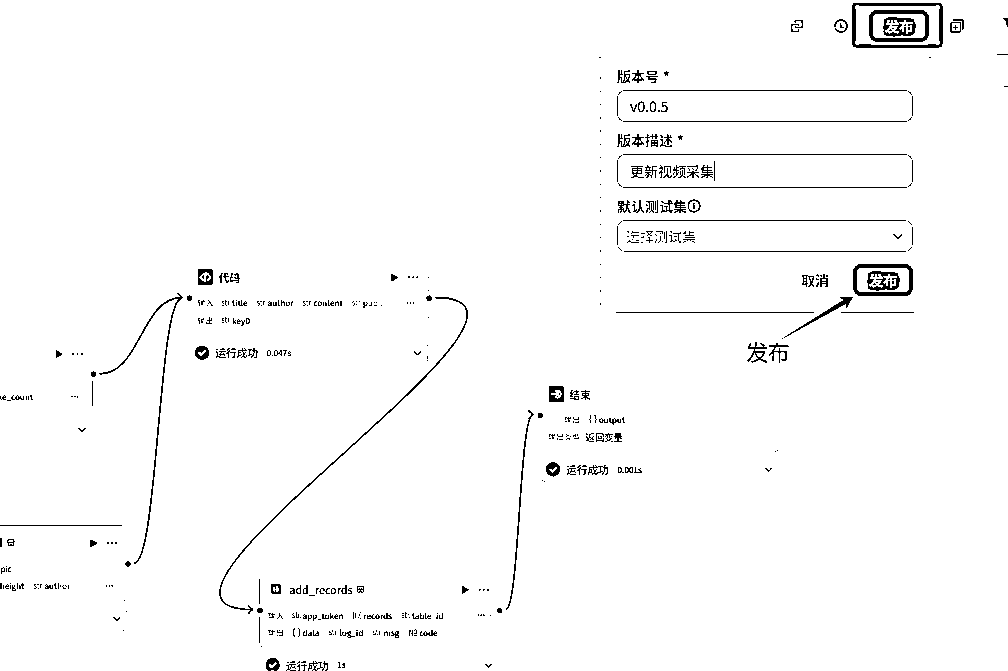 发布
版本号 *
v0.0.5
版本描述 *
更新视频采集
默认测试集
选择测试集
取消 发布
发布
代码
输入 str.title str.author str.content str.pub...
输出 str.key0
运行成功 0.047s
ke_count
结束
输出 {}output
输出类型 返回变量
运行成功 0.001s
pic
height str.author
add_records
输入 str.app_token records str.table_id
输出 {}data str.log_id str.msg code
运行成功 1s